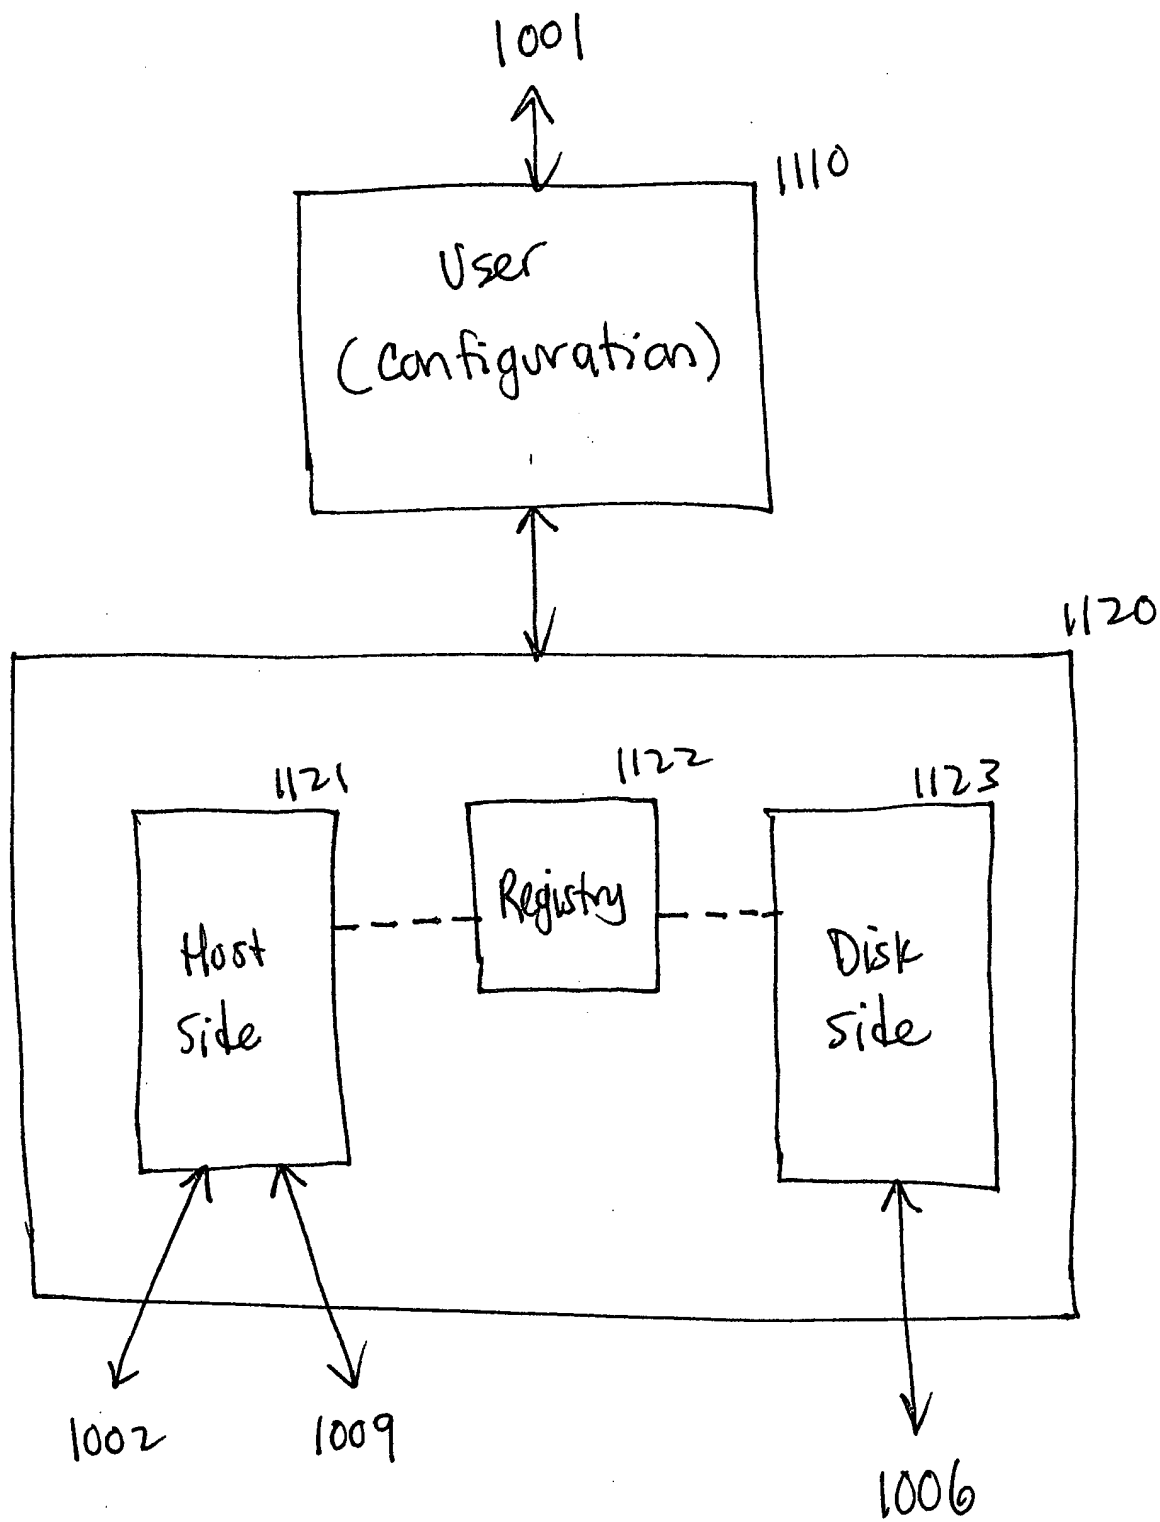 1001
1110
User
(configuration)
1120
1121
1122
1123
Registry
Host
side
Disk
side
1002
1009
1006